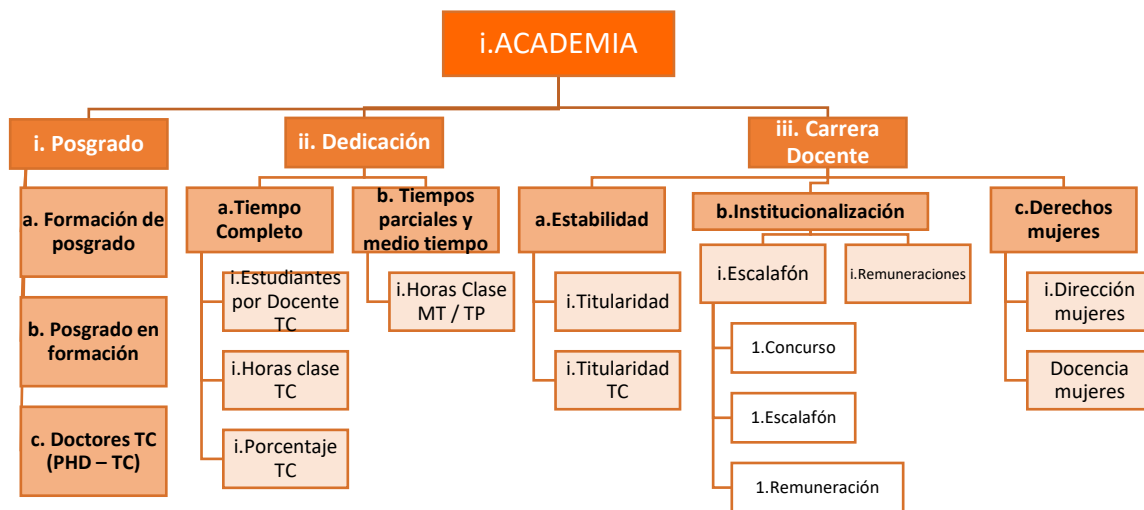 i.ACADEMIA
i. Posgrado
a. Formación de
posgrado
b. Posgrado en
formación
c. Doctores TC
(PHD – TC)
ii. Dedicación
a.Tiempo
Completo
i.Estudiantes
por Docente
TC
i.Horas clase
TC
i.Porcentaje
TC
b. Tiempos
parciales y
medio tiempo
i.Horas Clase
MT / TP
iii. Carrera
Docente
a.Estabilidad
i.Titularidad
i.Titularidad
TC
b.Institucionalización
i.Escalafón
1.Concurso
1.Escalafón
1.Remuneración
i.Remuneraciones
c.Derechos
mujeres
i.Dirección
mujeres
Docencia
mujeres